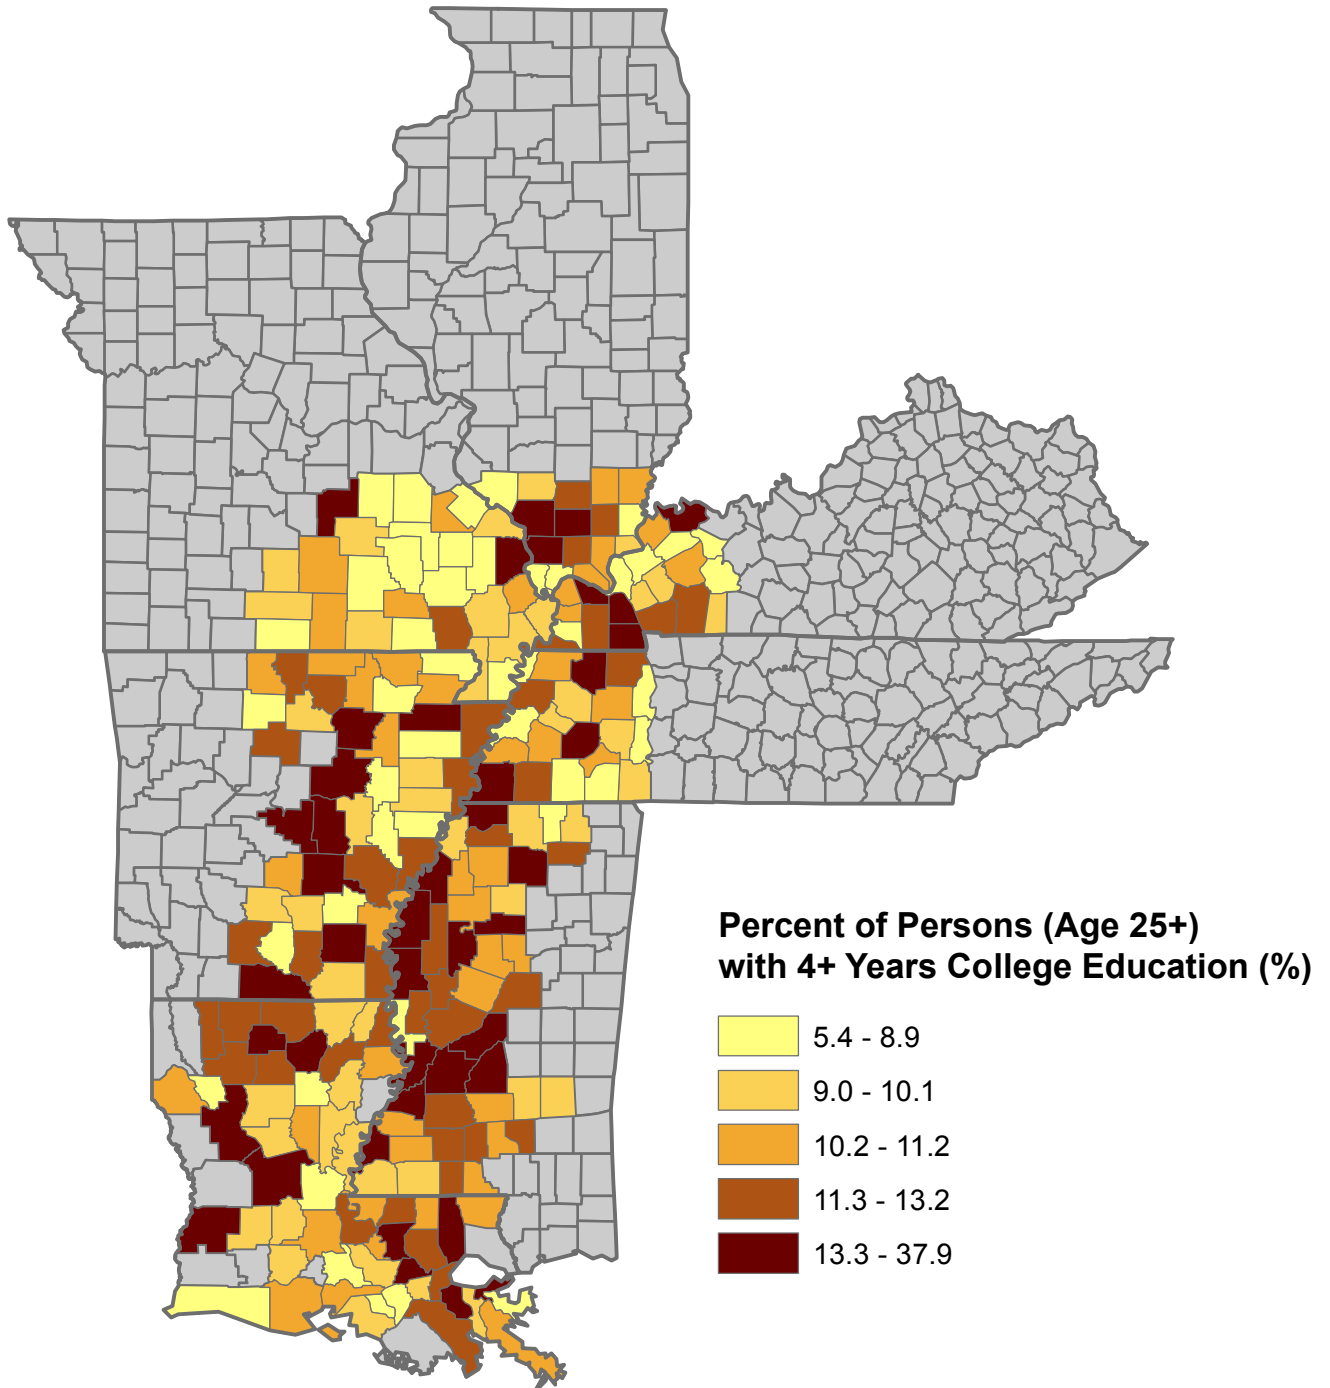 Percent of Persons (Age 25+)
with 4+ Years College Education (%)
5.4 - 8.9
9.0 - 10.1
10.2 - 11.2
11.3 - 13.2
13.3 - 37.9